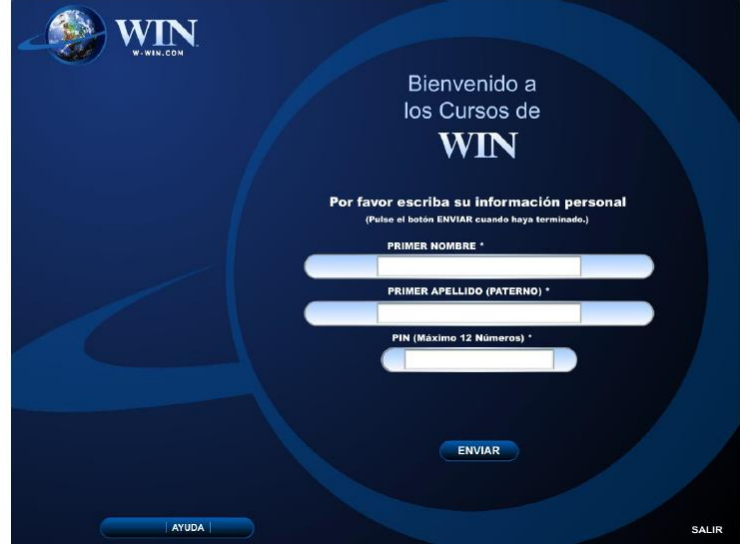 WIN
W-WIN.COM
Bienvenido a
los Cursos de
WIN
Por favor escriba su información personal
(Pulse el botón ENVIAR cuando haya terminado.)
PRIMER NOMBRE *
PRIMER APELLIDO (PATERNO) *
PIN (Máximo 12 Números) *
ENVIAR
| AYUDA |
SALIR